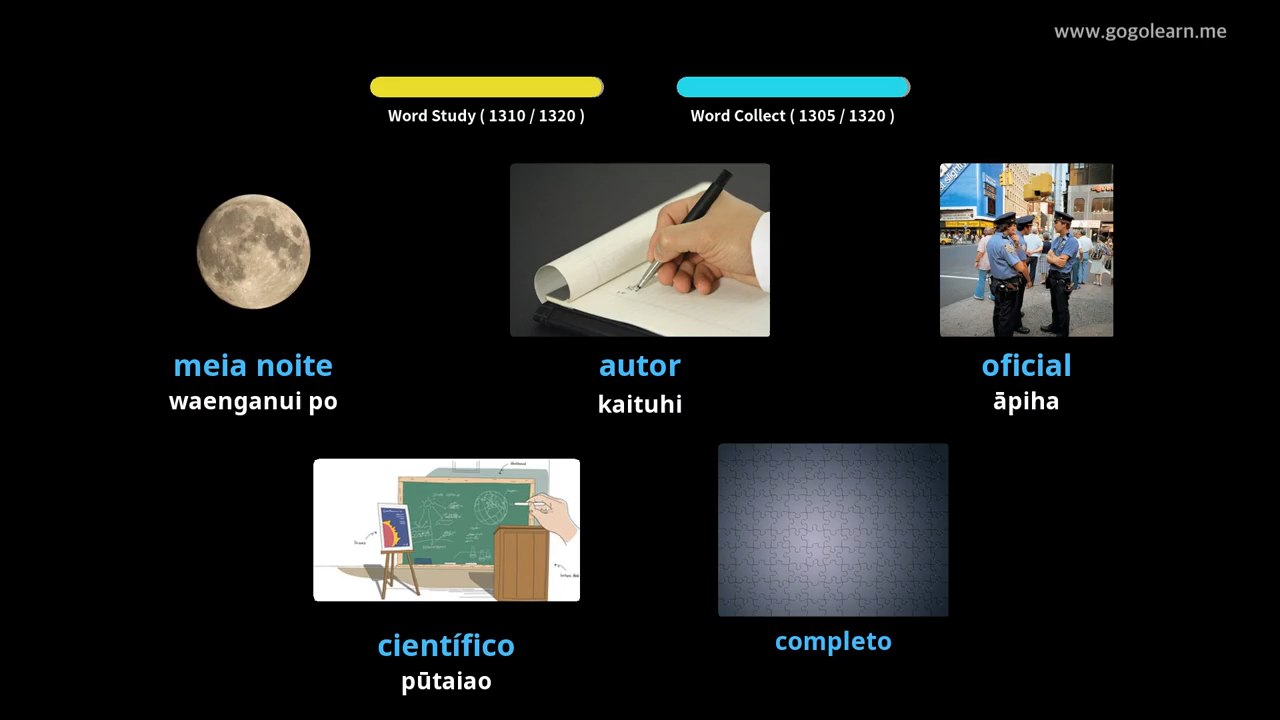 www.gogolearn.me
Word Study ( 1310 / 1320 )
Word Collect ( 1305 / 1320 )
meia noite
waenganui po
autor
kaituhi
oficial
āpiha
científico
pūtaiao
completo